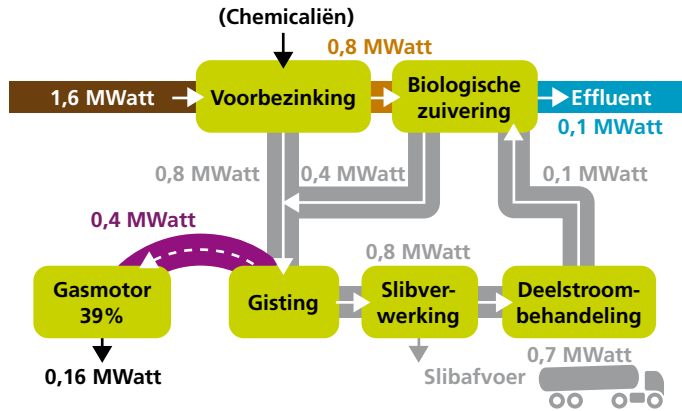 (Chemicaliën)
0,8 MWatt
1,6 MWatt
Voorbezinking
Biologische
zuivering
Effluent
0,1 MWatt
0,8 MWatt
0,4 MWatt
0,1 MWatt
0,4 MWatt
0,8 MWatt
Gasmotor
39%
Gisting
Slibver-
werking
Deelstroom-
behandeling
0,16 MWatt
Slibafvoer
0,7 MWatt